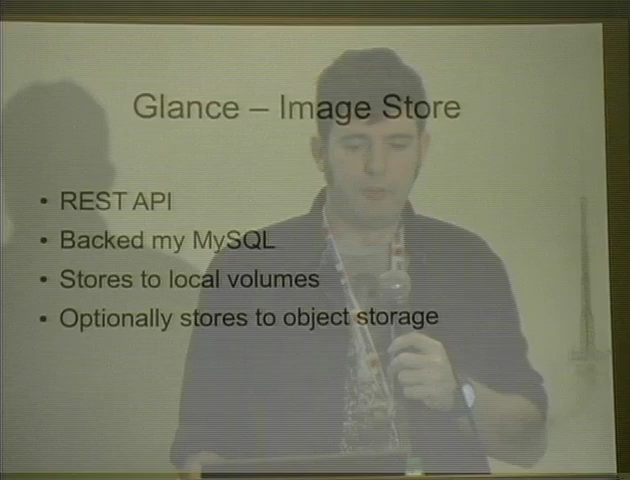 Glance – Image Store
• REST API
• Backed my MySQL
• Stores to local volumes
• Optionally stores to object storage